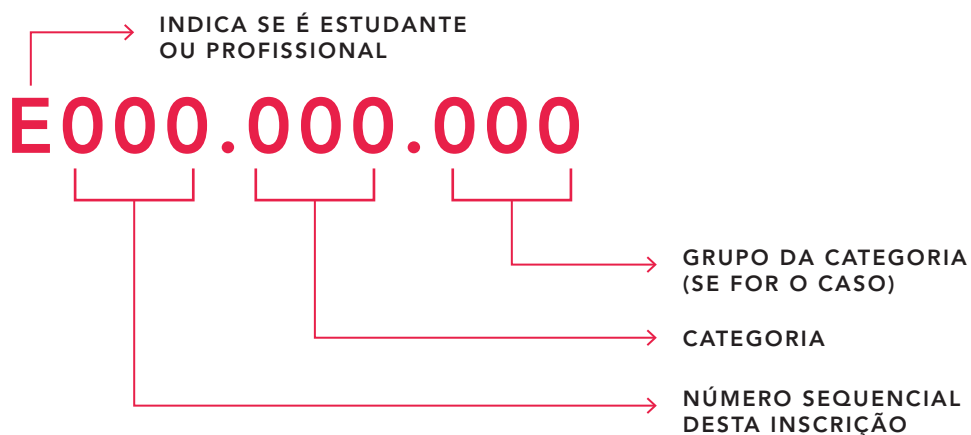 INDICA SE É ESTUDANTE
OU PROFISSIONAL
E000.000.000
GRUPO DA CATEGORIA
(SE FOR O CASO)
CATEGORIA
NÚMERO SEQUENCIAL
DESTA INSCRIÇÃO